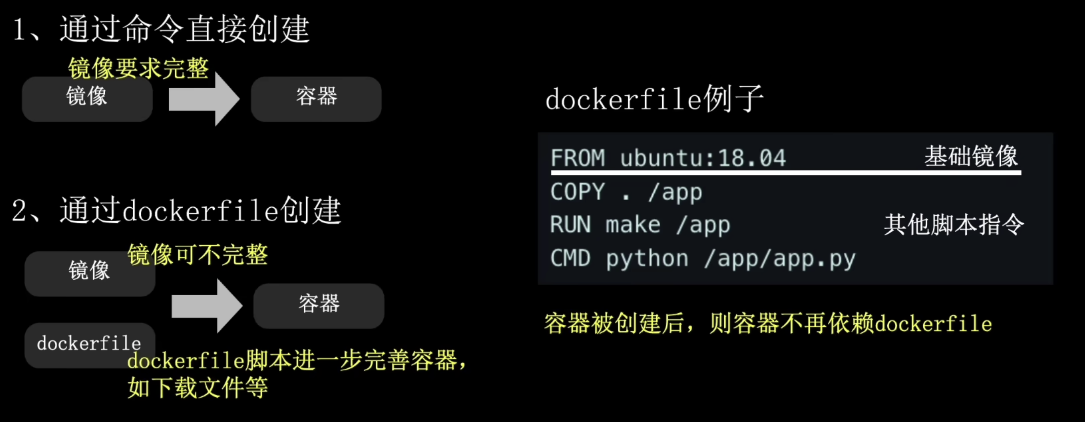 1、通过命令直接创建
镜像要求完整
镜像
容器
2、通过dockerfile创建
镜像可不完整
镜像
容器
dockerfile
dockerfile脚本进一步完善容器，
如下载文件等
dockerfile例子
FROM ubuntu:18.04 基础镜像
COPY . /app
RUN make /app 其他脚本指令
CMD python /app/app.py
容器被创建后，则容器不再依赖dockerfile